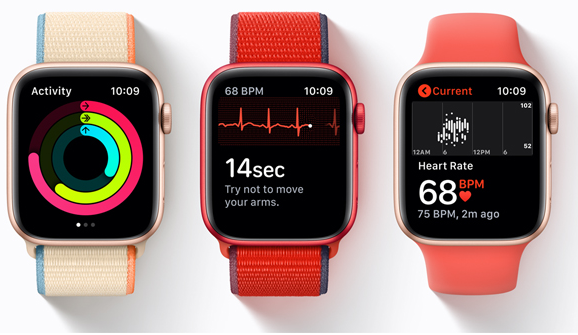 Activity 10:09
68 BPM 10:09
14sec
Try not to move
your arms.
Current 10:09
102
52
12AM 6 12PM 6
Heart Rate
68 BPM
75 BPM, 2m ago